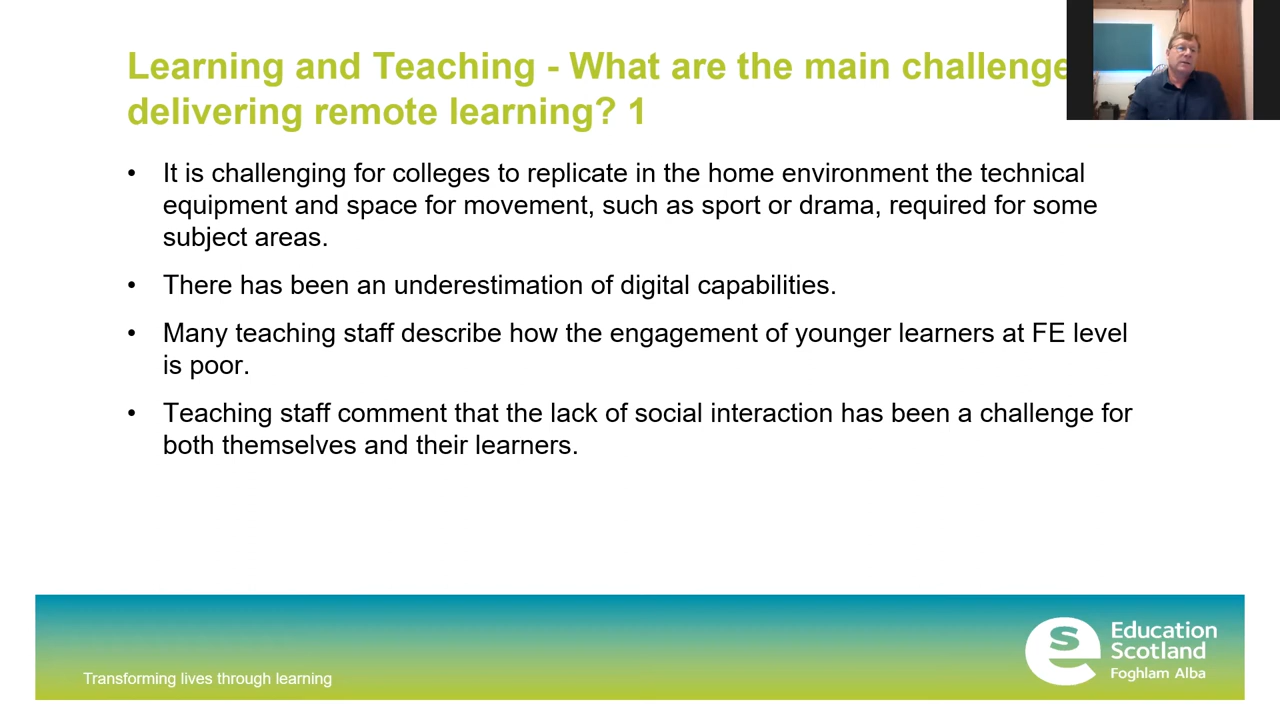 Learning and Teaching - What are the main challenge
delivering remote learning? 1
• It is challenging for colleges to replicate in the home environment the technical
equipment and space for movement, such as sport or drama, required for some
subject areas.
• There has been an underestimation of digital capabilities.
• Many teaching staff describe how the engagement of younger learners at FE level
is poor.
• Teaching staff comment that the lack of social interaction has been a challenge for
both themselves and their learners.
Transforming lives through learning
Education
Scotland
Foghlam Alba